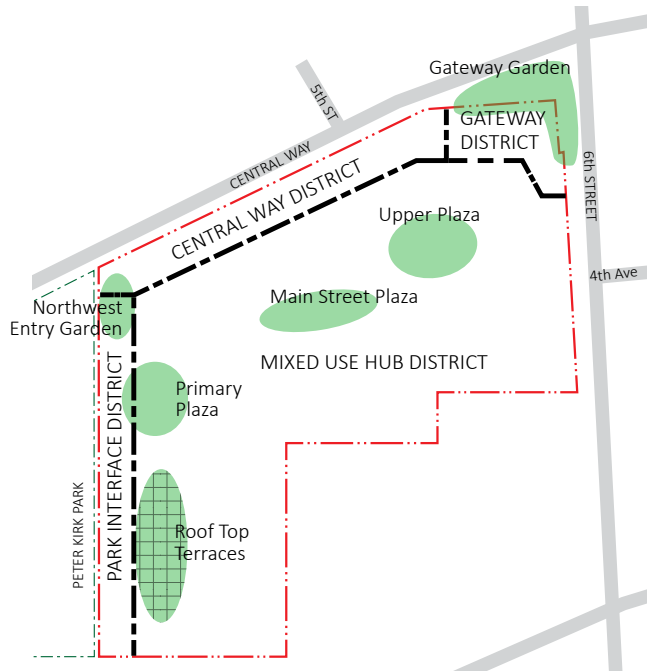 Gateway Garden
5th ST
GATEWAY
DISTRICT
CENTRAL WAY
6th STREET
CENTRAL WAY DISTRICT
Upper Plaza
4th Ave
Northwest
Entry Garden
Main Street Plaza
MIXED USE HUB DISTRICT
Primary
Plaza
PARK INTERFACE DISTRICT
PETER KIRK PARK
Roof Top
Terraces